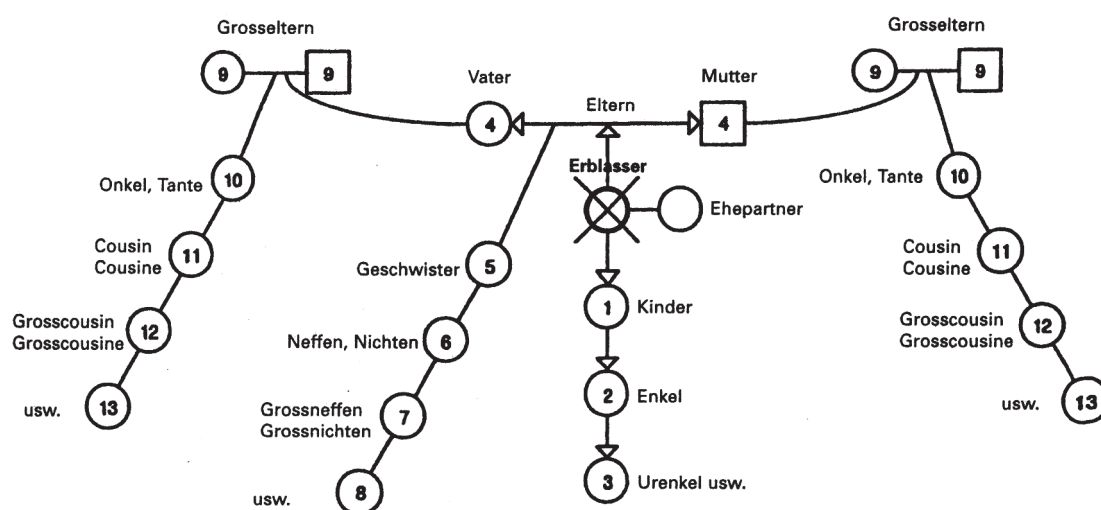 Grosseltern
Grosseltern
9
9
9
9
Vater
Mutter
Eltern
4
4
Erblasser
Onkel, Tante
10
Onkel, Tante
10
Ehepartner
Cousin
Cousine
11
Geschwister
5
1
Kinder
Cousin
Cousine
11
Grosscousin
Grosscousine
12
Neffen, Nichten
6
Grosscousin
Grosscousine
12
usw.
13
Grossneffen
Grossnichten
7
2
Enkel
usw.
13
usw.
8
3
Urenkel usw.